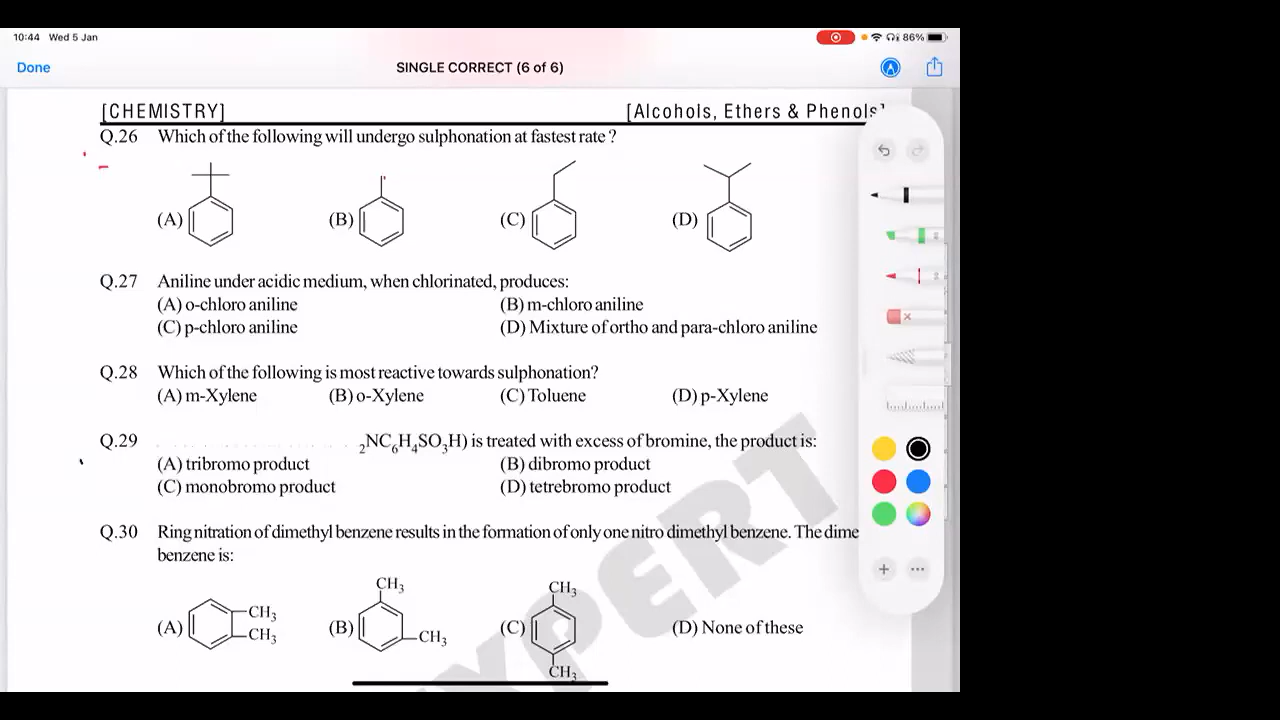 10:44 Wed 5 Jan 86%
Done SINGLE CORRECT (6 of 6)
[CHEMISTRY] [Alcohols, Ethers & Phenols]
Q.26 Which of the following will undergo sulphonation at fastest rate ?
(A) (B) (C) (D)
Q.27 Aniline under acidic medium, when chlorinated, produces:
(A) o-chloro aniline (B) m-chloro aniline
(C) p-chloro aniline (D) Mixture of ortho and para-chloro aniline
Q.28 Which of the following is most reactive towards sulphonation?
(A) m-Xylene (B) o-Xylene (C) Toluene (D) p-Xylene
Q.29 ₂NC₆H₄SO₃H) is treated with excess of bromine, the product is:
(A) tribromo product (B) dibromo product
(C) monobromo product (D) tetrebromo product
Q.30 Ring nitration of dimethyl benzene results in the formation of only one nitro dimethyl benzene. The dime
benzene is:
(A) CH₃ CH₃ (B) CH₃ CH₃ (C) CH₃ CH₃ (D) None of these
XPERT